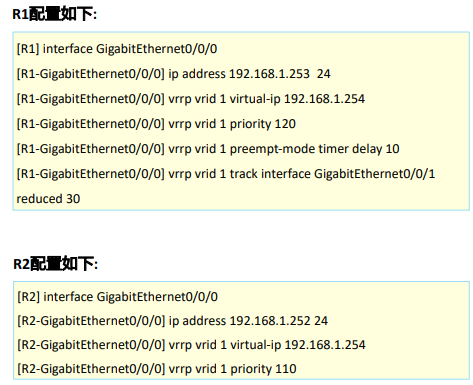 R1配置如下:
[R1] interface GigabitEthernet0/0/0
[R1-GigabitEthernet0/0/0] ip address 192.168.1.253  24
[R1-GigabitEthernet0/0/0] vrrp vrid 1 virtual-ip 192.168.1.254
[R1-GigabitEthernet0/0/0] vrrp vrid 1 priority 120
[R1-GigabitEthernet0/0/0] vrrp vrid 1 preempt-mode timer delay 10
[R1-GigabitEthernet0/0/0] vrrp vrid 1 track interface GigabitEthernet0/0/1
reduced 30
R2配置如下:
[R2] interface GigabitEthernet0/0/0
[R2-GigabitEthernet0/0/0] ip address 192.168.1.252 24
[R2-GigabitEthernet0/0/0] vrrp vrid 1 virtual-ip 192.168.1.254
[R2-GigabitEthernet0/0/0] vrrp vrid 1 priority 110